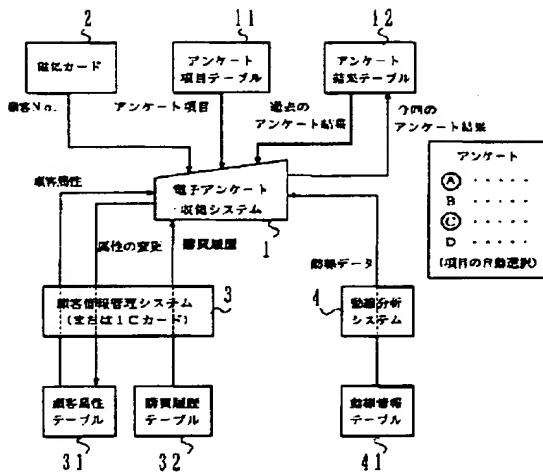 2
11
12
磁気カード
アンケート
項目テーブル
アンケート
結果テーブル
顧客No.
アンケート項目
過去の
アンケート結果
今回の
アンケート結果
アンケート
A ・・・・・
B ・・・・・
C ・・・・・
D ・・・・・
(項目の自動選択)
顧客属性
電子アンケート
収集システム
1
属性の変更
購買履歴
動線データ
顧客情報管理システム
(または1Cカード)
3
4
動線分析
システム
顧客属性
テーブル
購買履歴
テーブル
動線情報
テーブル
31
32
41